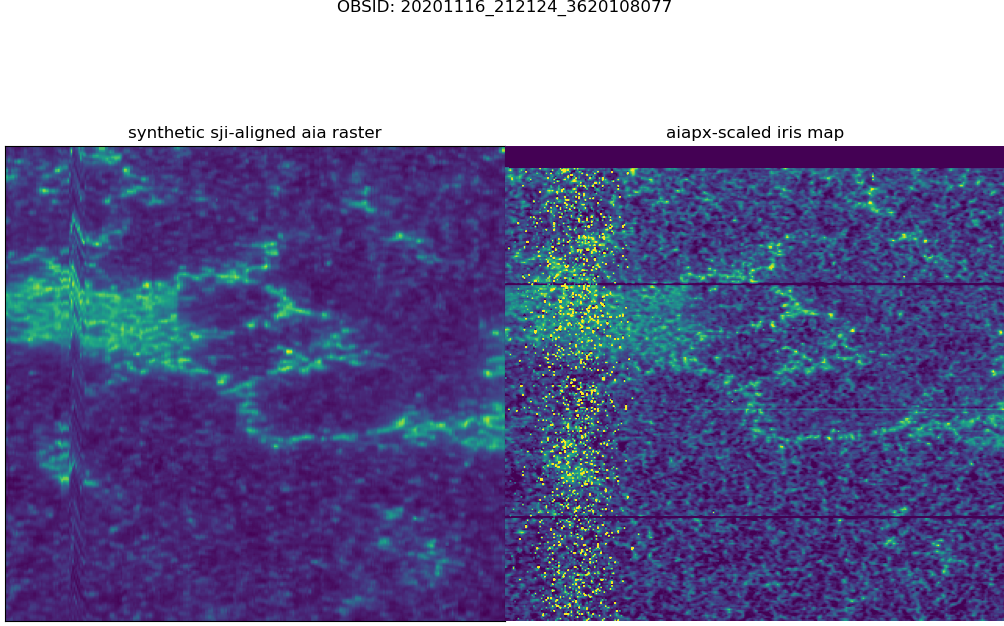 OBSID: 20201116_212124_3620108077
synthetic sji-aligned aia raster
aiapx-scaled iris map